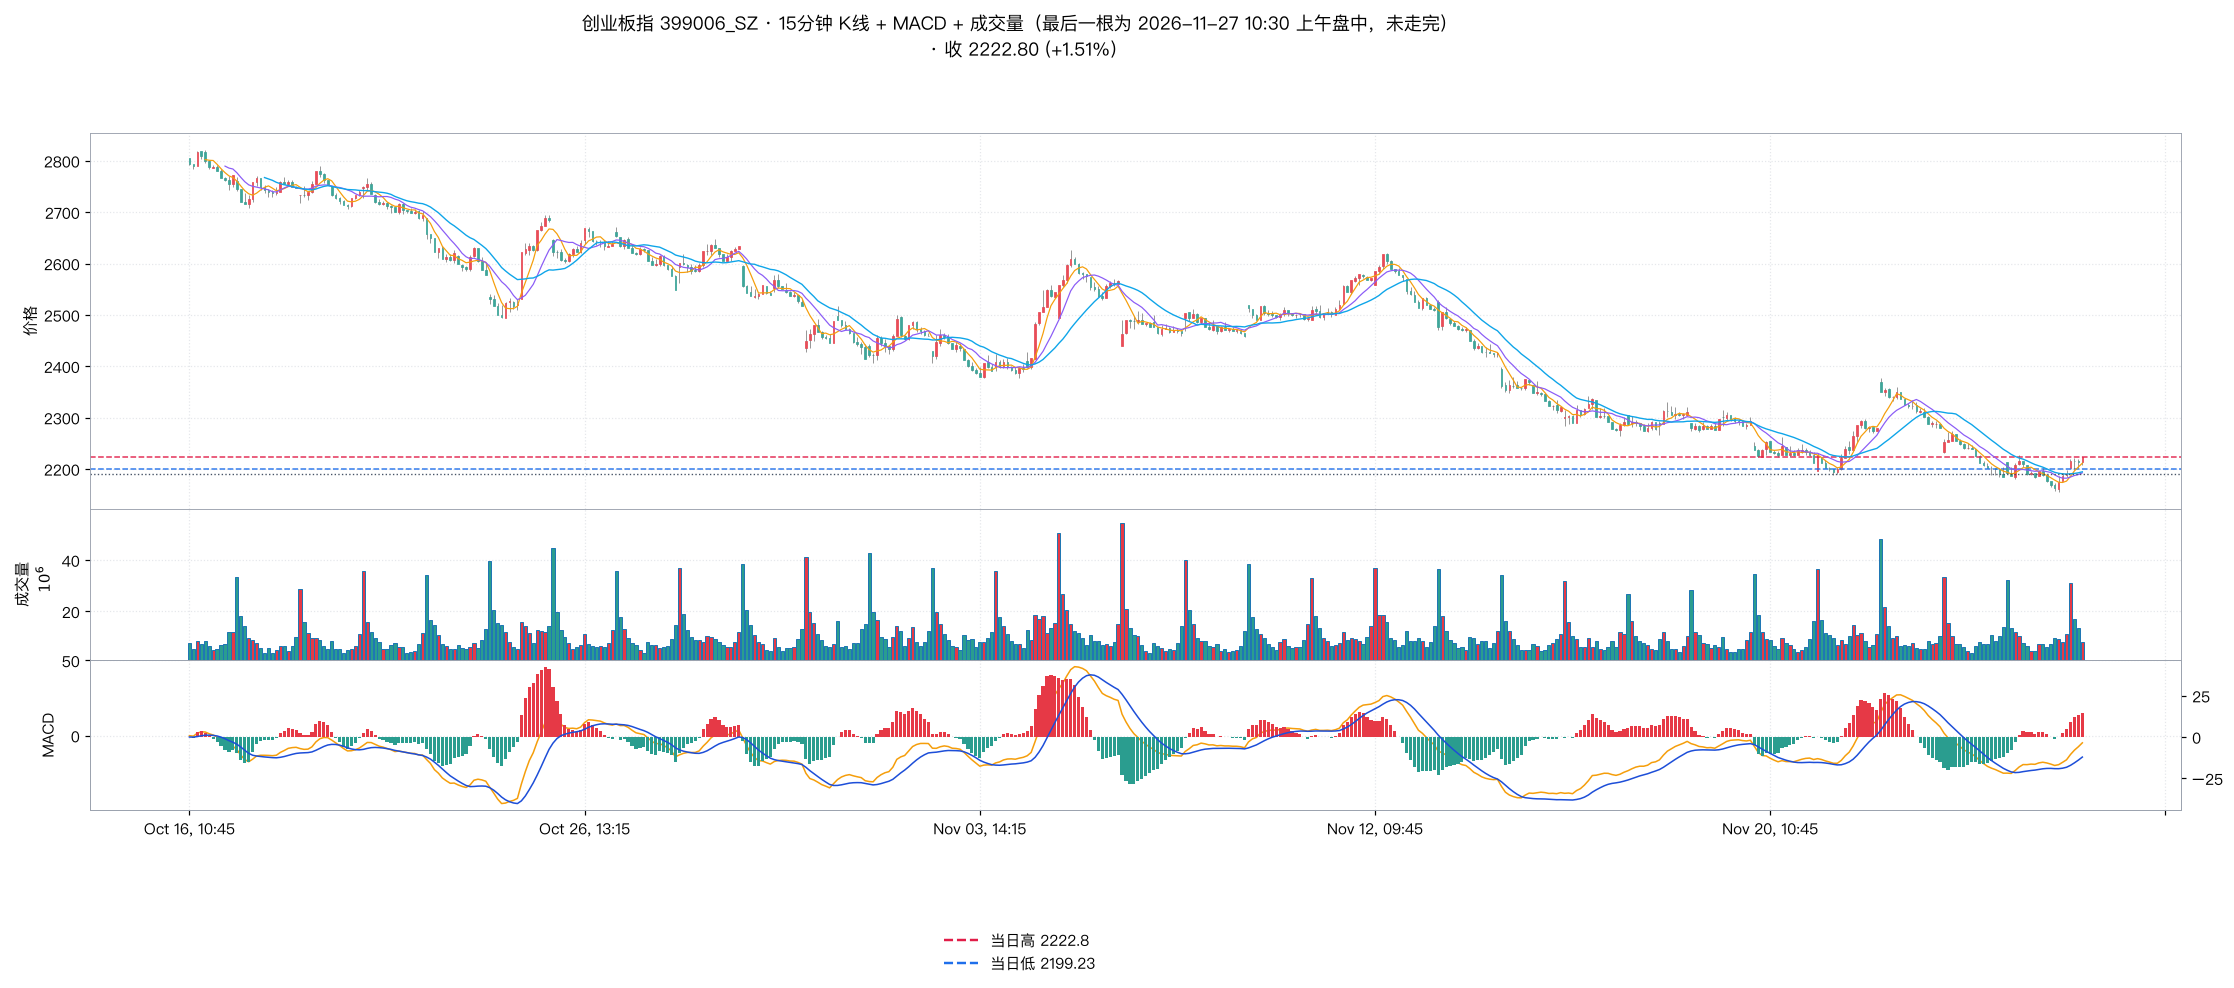 创业板指 399006_SZ · 15分钟 K线 + MACD + 成交量（最后一根为 2026−11−27 10:30 上午盘中，未走完）
· 收 2222.80 (+1.51%)
价格
2800
2700
2600
2500
2400
2300
2200
成交量
10⁶
40
20
MACD
50
0
25
0
−25
Oct 16, 10:45
Oct 26, 13:15
Nov 03, 14:15
Nov 12, 09:45
Nov 20, 10:45
当日高 2222.8
当日低 2199.23